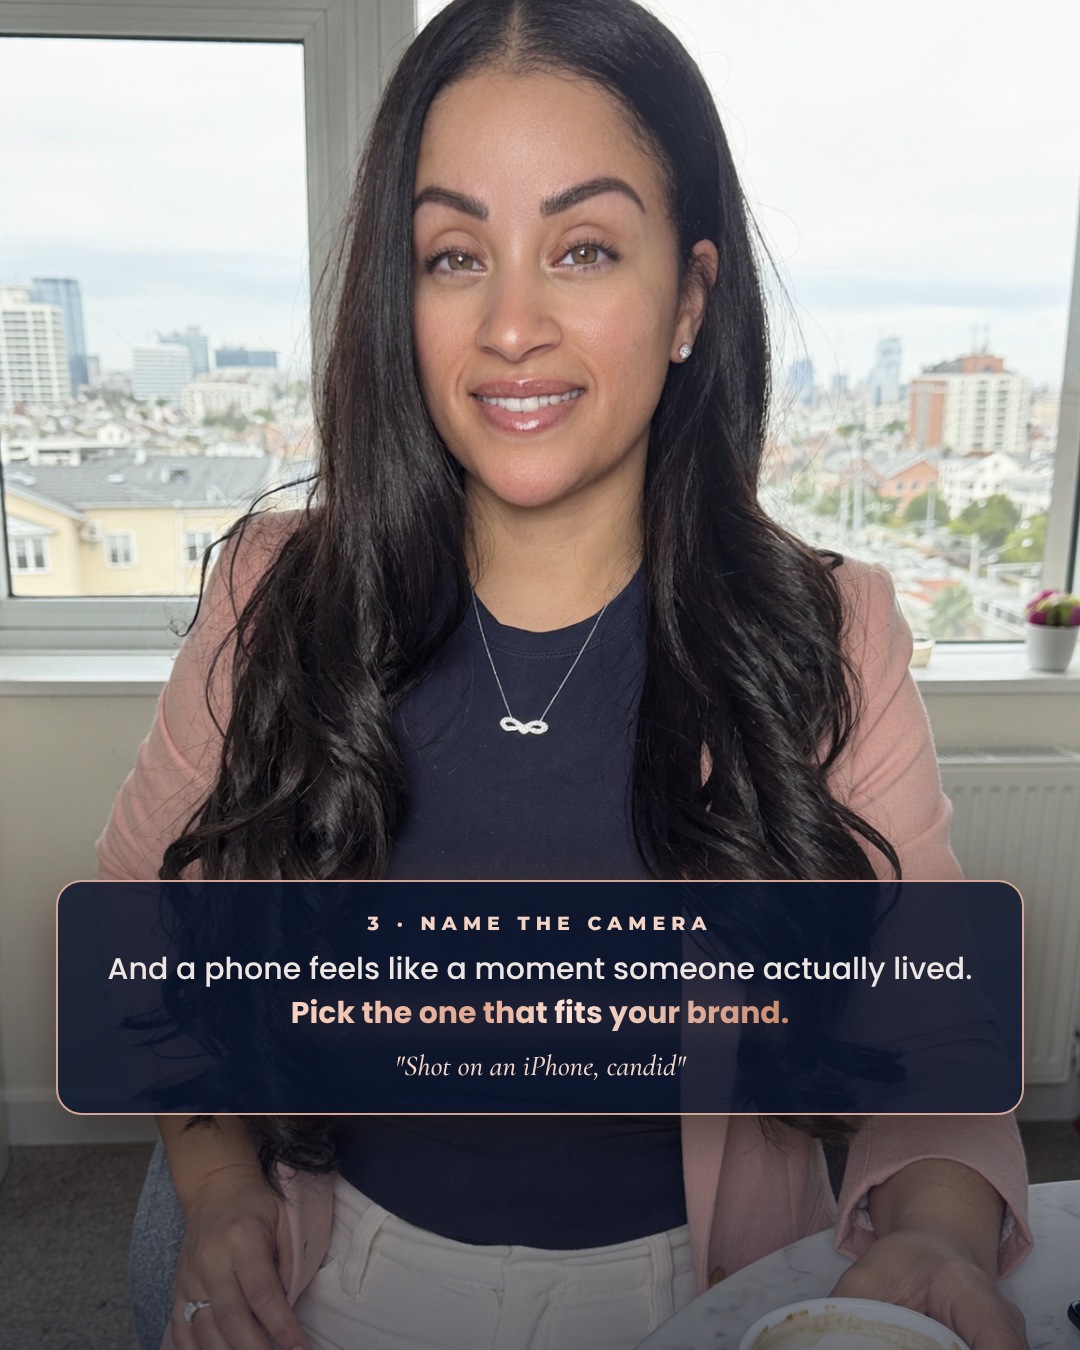 3 · NAME THE CAMERA
And a phone feels like a moment someone actually lived.
Pick the one that fits your brand.
"Shot on an iPhone, candid"